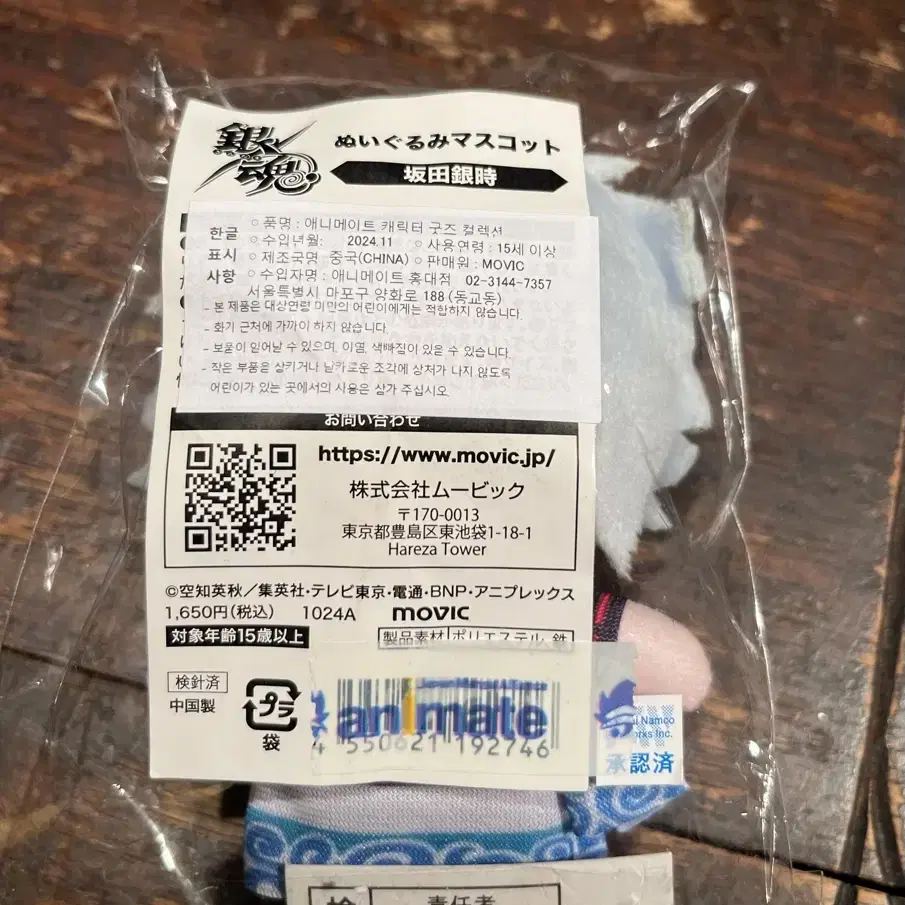 銀魂
ぬいぐるみマスコット
坂田銀時
한글 표시 사항
○ 품명 : 애니메이트 캐릭터 굿즈 컬렉션
○ 수입년월: 2024.11 ○ 사용연령 : 15세 이상
○ 제조국명 : 중국(CHINA) ○ 판매원 : MOVIC
○ 수입자명 : 애니메이트 홍대점 02-3144-7357
서울특별시 마포구 양화로 188 (동교동)
- 본 제품은 대상연령 미만의 어린이에게는 적합하지 않습니다.
- 화기 근처에 가까이 하지 않습니다.
- 보풀이 일어날 수 있으며, 이염, 색빠짐이 있을 수 있습니다.
- 작은 부품은 삼키거나 날카로운 조각에 상처가 나지 않도록
어린이가 있는 곳에서의 사용은 삼가 주십시오.
お問い合わせ
https://www.movic.jp/
株式会社ムービック
〒170-0013
東京都豊島区東池袋1-18-1
Hareza Tower
©空知英秋／集英社・テレビ東京・電通・BNP・アニプレックス
1,650円(税込) 1024A movic
対象年齢15歳以上
製品素材 ポリエステル、鉄
検針済
中国製
プラ
袋
animate
4 550621 192746
Namco
Works Inc.
承認済
責任者